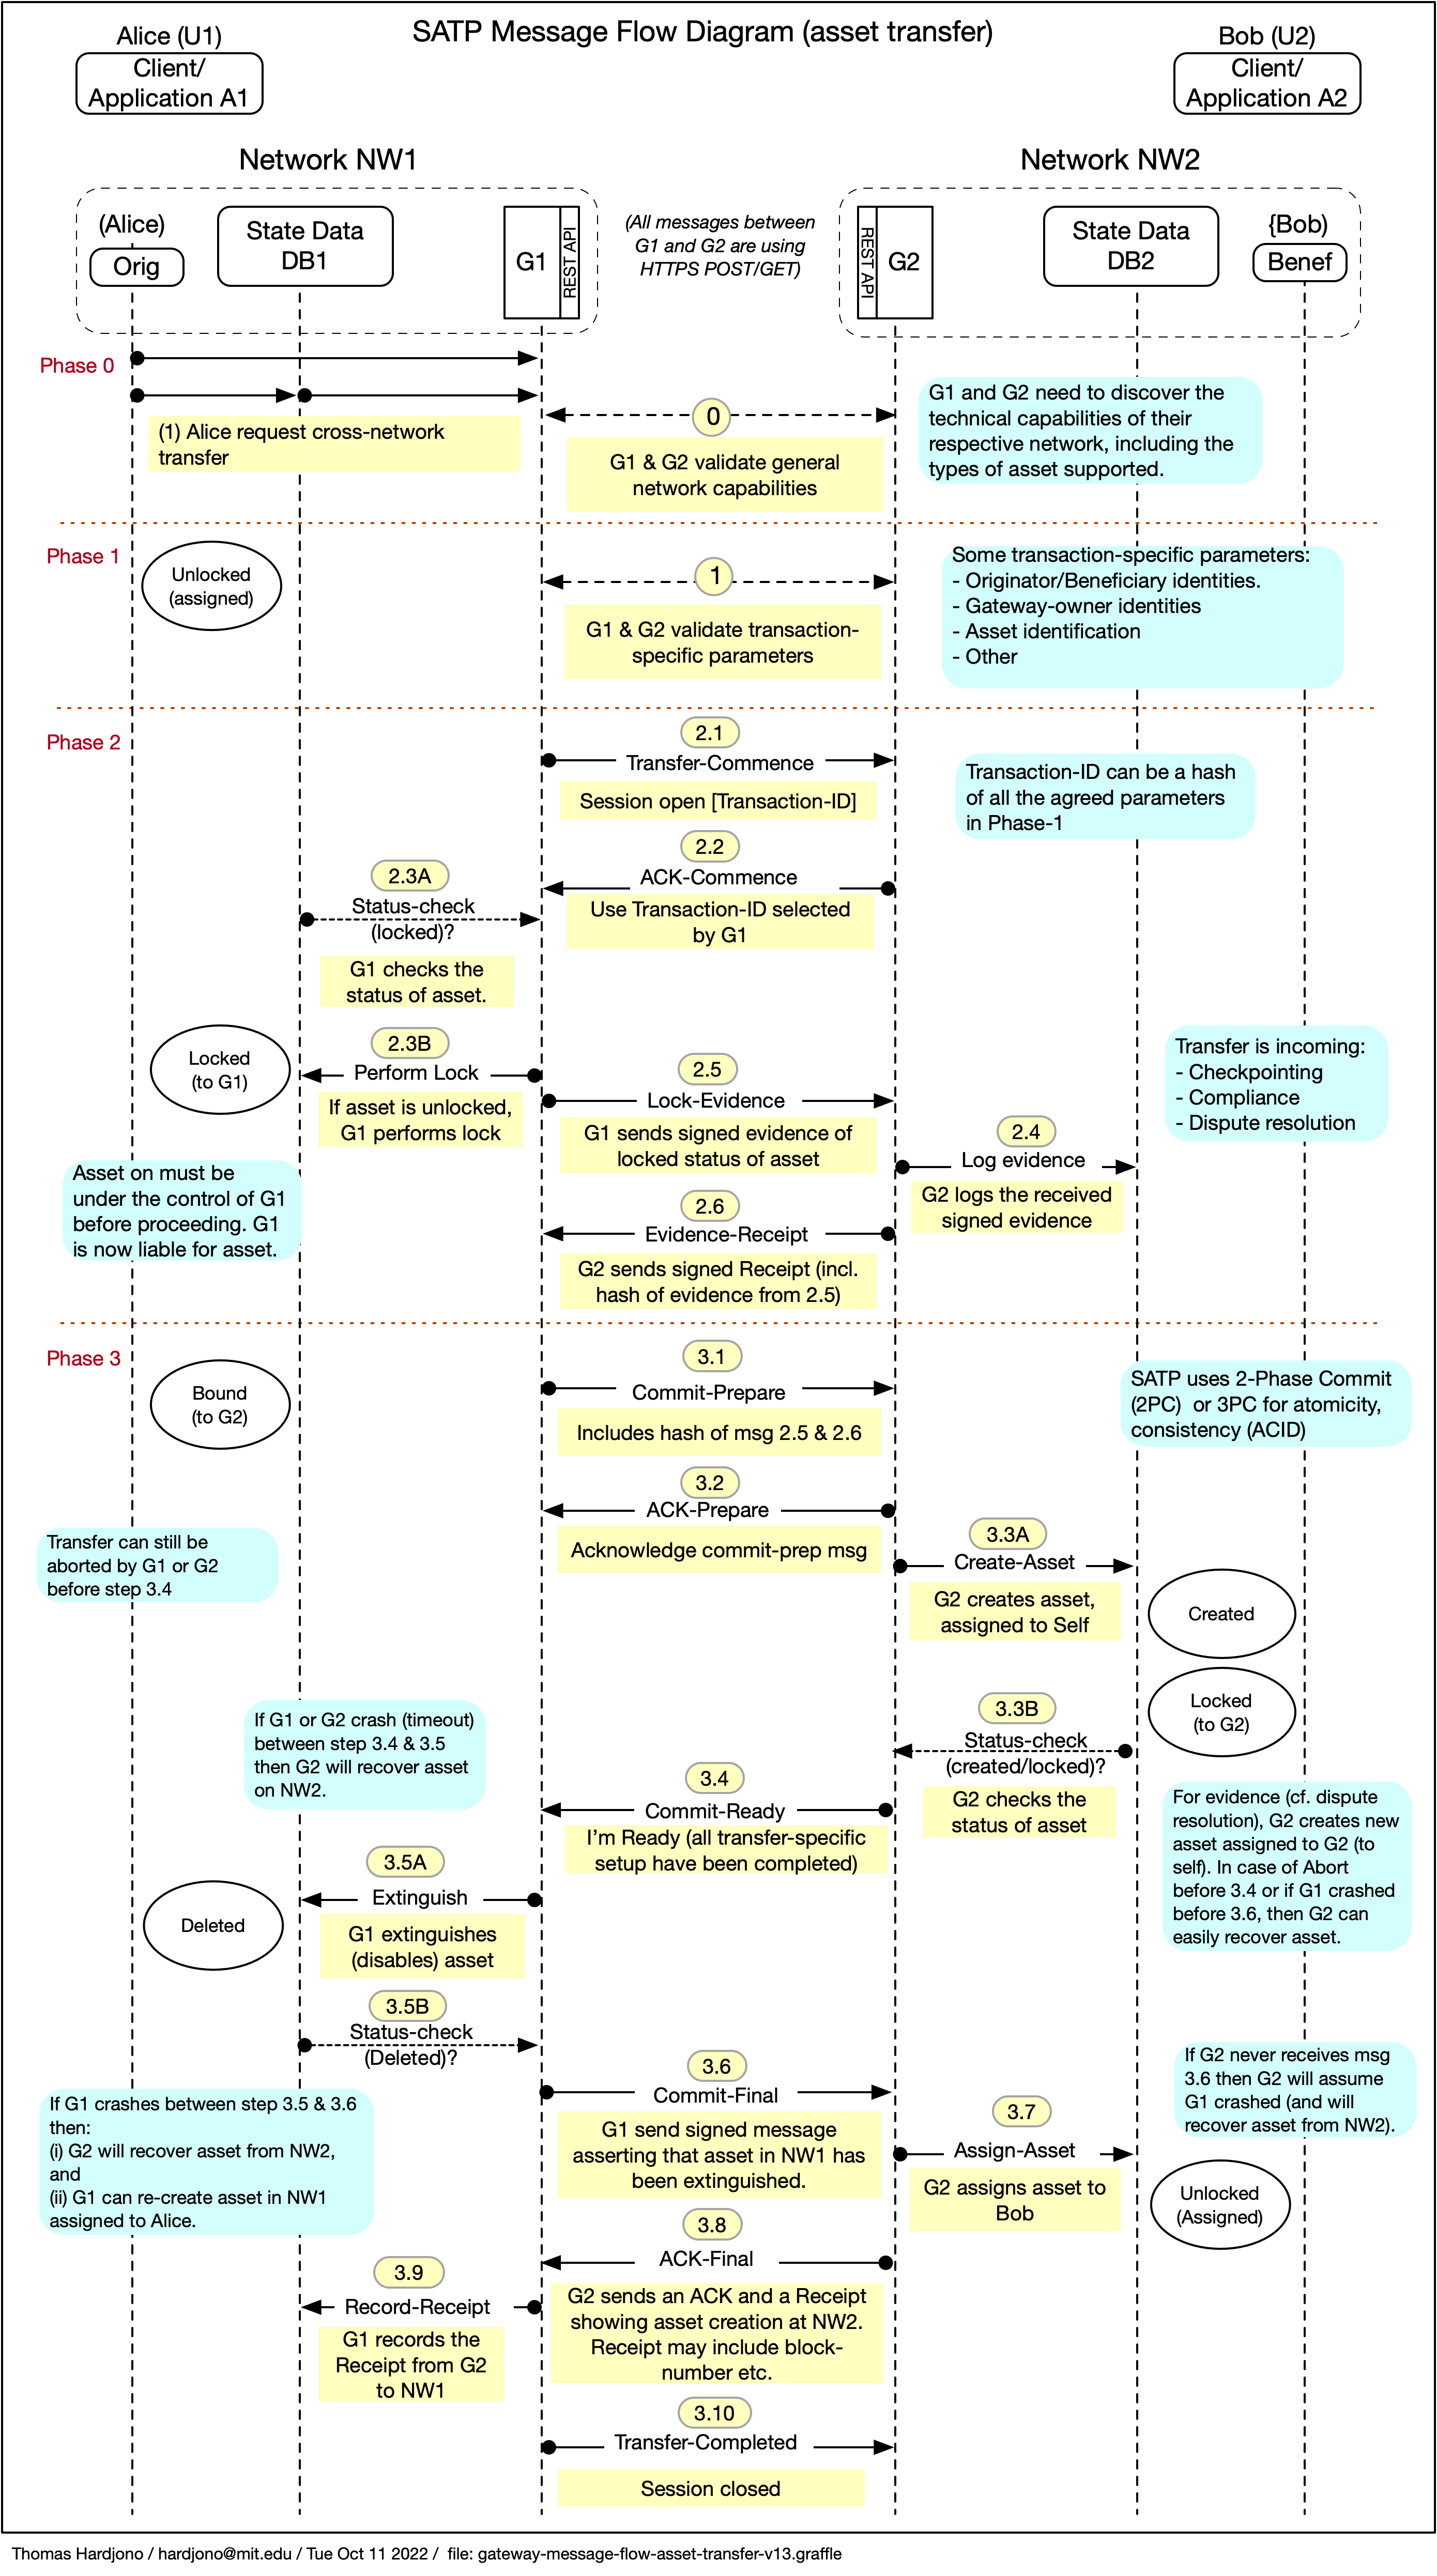 SATP Message Flow Diagram (asset transfer)
Alice (U1)
Client/
Application A1
Bob (U2)
Client/
Application A2
Network NW1
Network NW2
(Alice)
Orig
State Data
DB1
G1
REST API
(All messages between
G1 and G2 are using
HTTPS POST/GET)
REST API
G2
State Data
DB2
{Bob)
Benef
Phase 0
(1) Alice request cross-network
transfer
0
G1 & G2 validate general
network capabilities
G1 and G2 need to discover the
technical capabilities of their
respective network, including the
types of asset supported.
Phase 1
Unlocked
(assigned)
1
G1 & G2 validate transaction-
specific parameters
Some transaction-specific parameters:
- Originator/Beneficiary identities.
- Gateway-owner identities
- Asset identification
- Other
Phase 2
2.1
Transfer-Commence
Session open [Transaction-ID]
Transaction-ID can be a hash
of all the agreed parameters
in Phase-1
2.2
ACK-Commence
Use Transaction-ID selected
by G1
2.3A
Status-check
(locked)?
G1 checks the
status of asset.
Locked
(to G1)
2.3B
Perform Lock
If asset is unlocked,
G1 performs lock
2.5
Lock-Evidence
G1 sends signed evidence of
locked status of asset
Transfer is incoming:
- Checkpointing
- Compliance
- Dispute resolution
2.4
Log evidence
G2 logs the received
signed evidence
Asset on must be
under the control of G1
before proceeding. G1
is now liable for asset.
2.6
Evidence-Receipt
G2 sends signed Receipt (incl.
hash of evidence from 2.5)
Phase 3
Bound
(to G2)
3.1
Commit-Prepare
Includes hash of msg 2.5 & 2.6
SATP uses 2-Phase Commit
(2PC)  or 3PC for atomicity,
consistency (ACID)
3.2
ACK-Prepare
Acknowledge commit-prep msg
Transfer can still be
aborted by G1 or G2
before step 3.4
3.3A
Create-Asset
G2 creates asset,
assigned to Self
Created
Locked
(to G2)
3.3B
Status-check
(created/locked)?
G2 checks the
status of asset
If G1 or G2 crash (timeout)
between step 3.4 & 3.5
then G2 will recover asset
on NW2.
3.4
Commit-Ready
I'm Ready (all transfer-specific
setup have been completed)
For evidence (cf. dispute
resolution), G2 creates new
asset assigned to G2 (to
self). In case of Abort
before 3.4 or if G1 crashed
before 3.6, then G2 can
easily recover asset.
3.5A
Extinguish
G1 extinguishes
(disables) asset
Deleted
3.5B
Status-check
(Deleted)?
3.6
Commit-Final
G1 send signed message
asserting that asset in NW1 has
been extinguished.
If G2 never receives msg
3.6 then G2 will assume
G1 crashed (and will
recover asset from NW2).
If G1 crashes between step 3.5 & 3.6
then:
(i) G2 will recover asset from NW2,
and
(ii) G1 can re-create asset in NW1
assigned to Alice.
3.7
Assign-Asset
G2 assigns asset to
Bob
Unlocked
(Assigned)
3.8
ACK-Final
G2 sends an ACK and a Receipt
showing asset creation at NW2.
Receipt may include block-
number etc.
3.9
Record-Receipt
G1 records the
Receipt from G2
to NW1
3.10
Transfer-Completed
Session closed
Thomas Hardjono / hardjono@mit.edu / Tue Oct 11 2022 /  file: gateway-message-flow-asset-transfer-v13.graffle